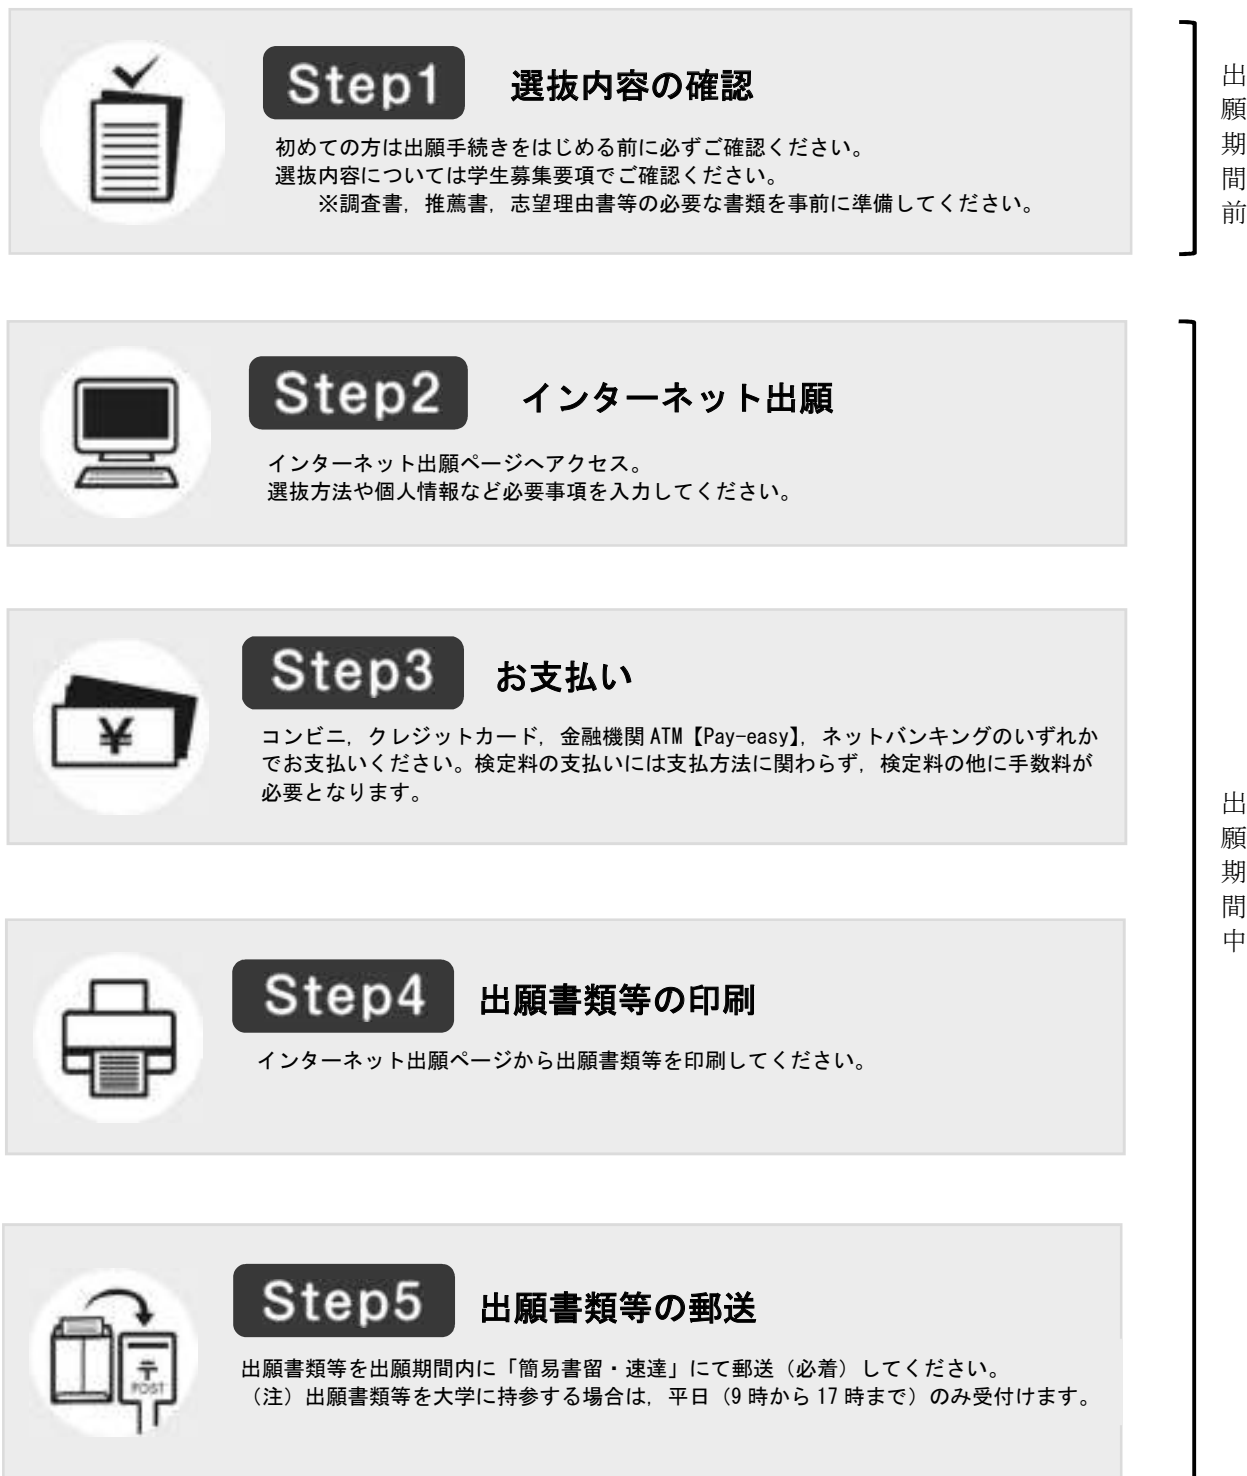 Step1 選抜内容の確認
初めての方は出願手続きをはじめる前に必ずご確認ください。
選抜内容については学生募集要項でご確認ください。
※調査書，推薦書，志望理由書等の必要な書類を事前に準備してください。
出願期間前
Step2 インターネット出願
インターネット出願ページへアクセス。
選抜方法や個人情報など必要事項を入力してください。
Step3 お支払い
¥
コンビニ，クレジットカード，金融機関 ATM【Pay-easy】，ネットバンキングのいずれか
でお支払いください。検定料の支払いには支払方法に関わらず，検定料の他に手数料が
必要となります。
出願期間中
Step4 出願書類等の印刷
インターネット出願ページから出願書類等を印刷してください。
Step5 出願書類等の郵送
〒
POST
出願書類等を出願期間内に「簡易書留・速達」にて郵送（必着）してください。
（注）出願書類等を大学に持参する場合は，平日（9 時から 17 時まで）のみ受付けます。